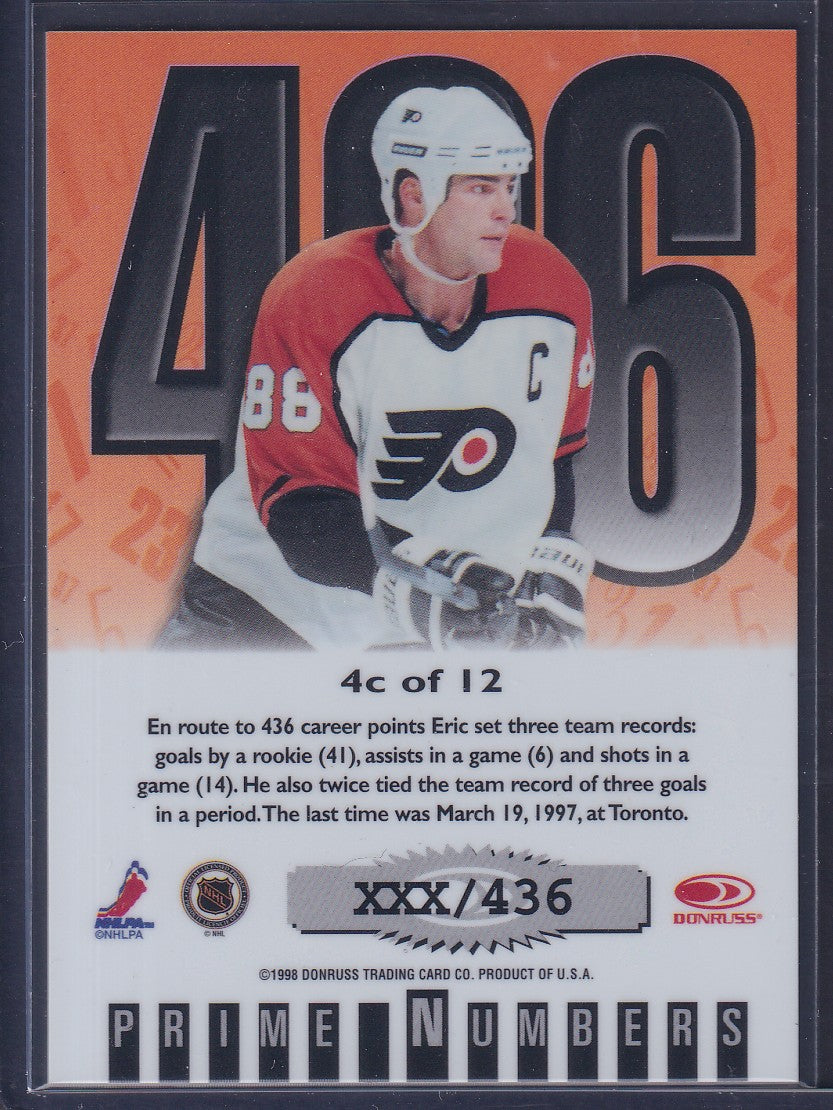 436
BAUER
88
C
4c of 12
En route to 436 career points Eric set three team records:
goals by a rookie (41), assists in a game (6) and shots in a
game (14). He also twice tied the team record of three goals
in a period. The last time was March 19, 1997, at Toronto.
NHLPA
©NHLPA
NHL
© NHL
XXX/436
DONRUSS®
©1998 DONRUSS TRADING CARD CO. PRODUCT OF U.S.A.
PRIME NUMBERS